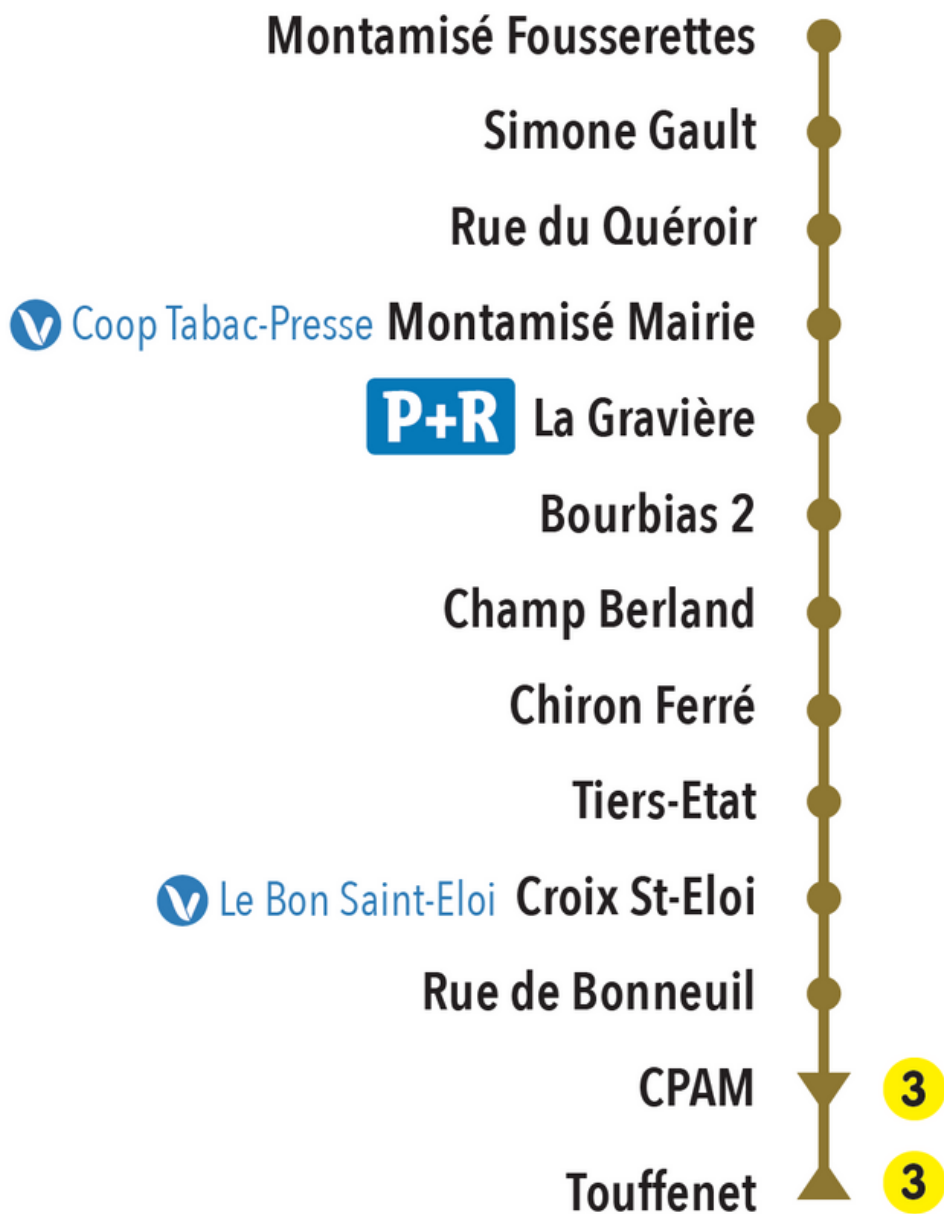 Montamisé Fousserettes
Simone Gault
Rue du Quéroir
Coop Tabac-Presse Montamisé Mairie
P+R La Gravière
Bourbias 2
Champ Berland
Chiron Ferré
Tiers-Etat
Le Bon Saint-Eloi Croix St-Eloi
Rue de Bonneuil
CPAM 3
Touffenet 3